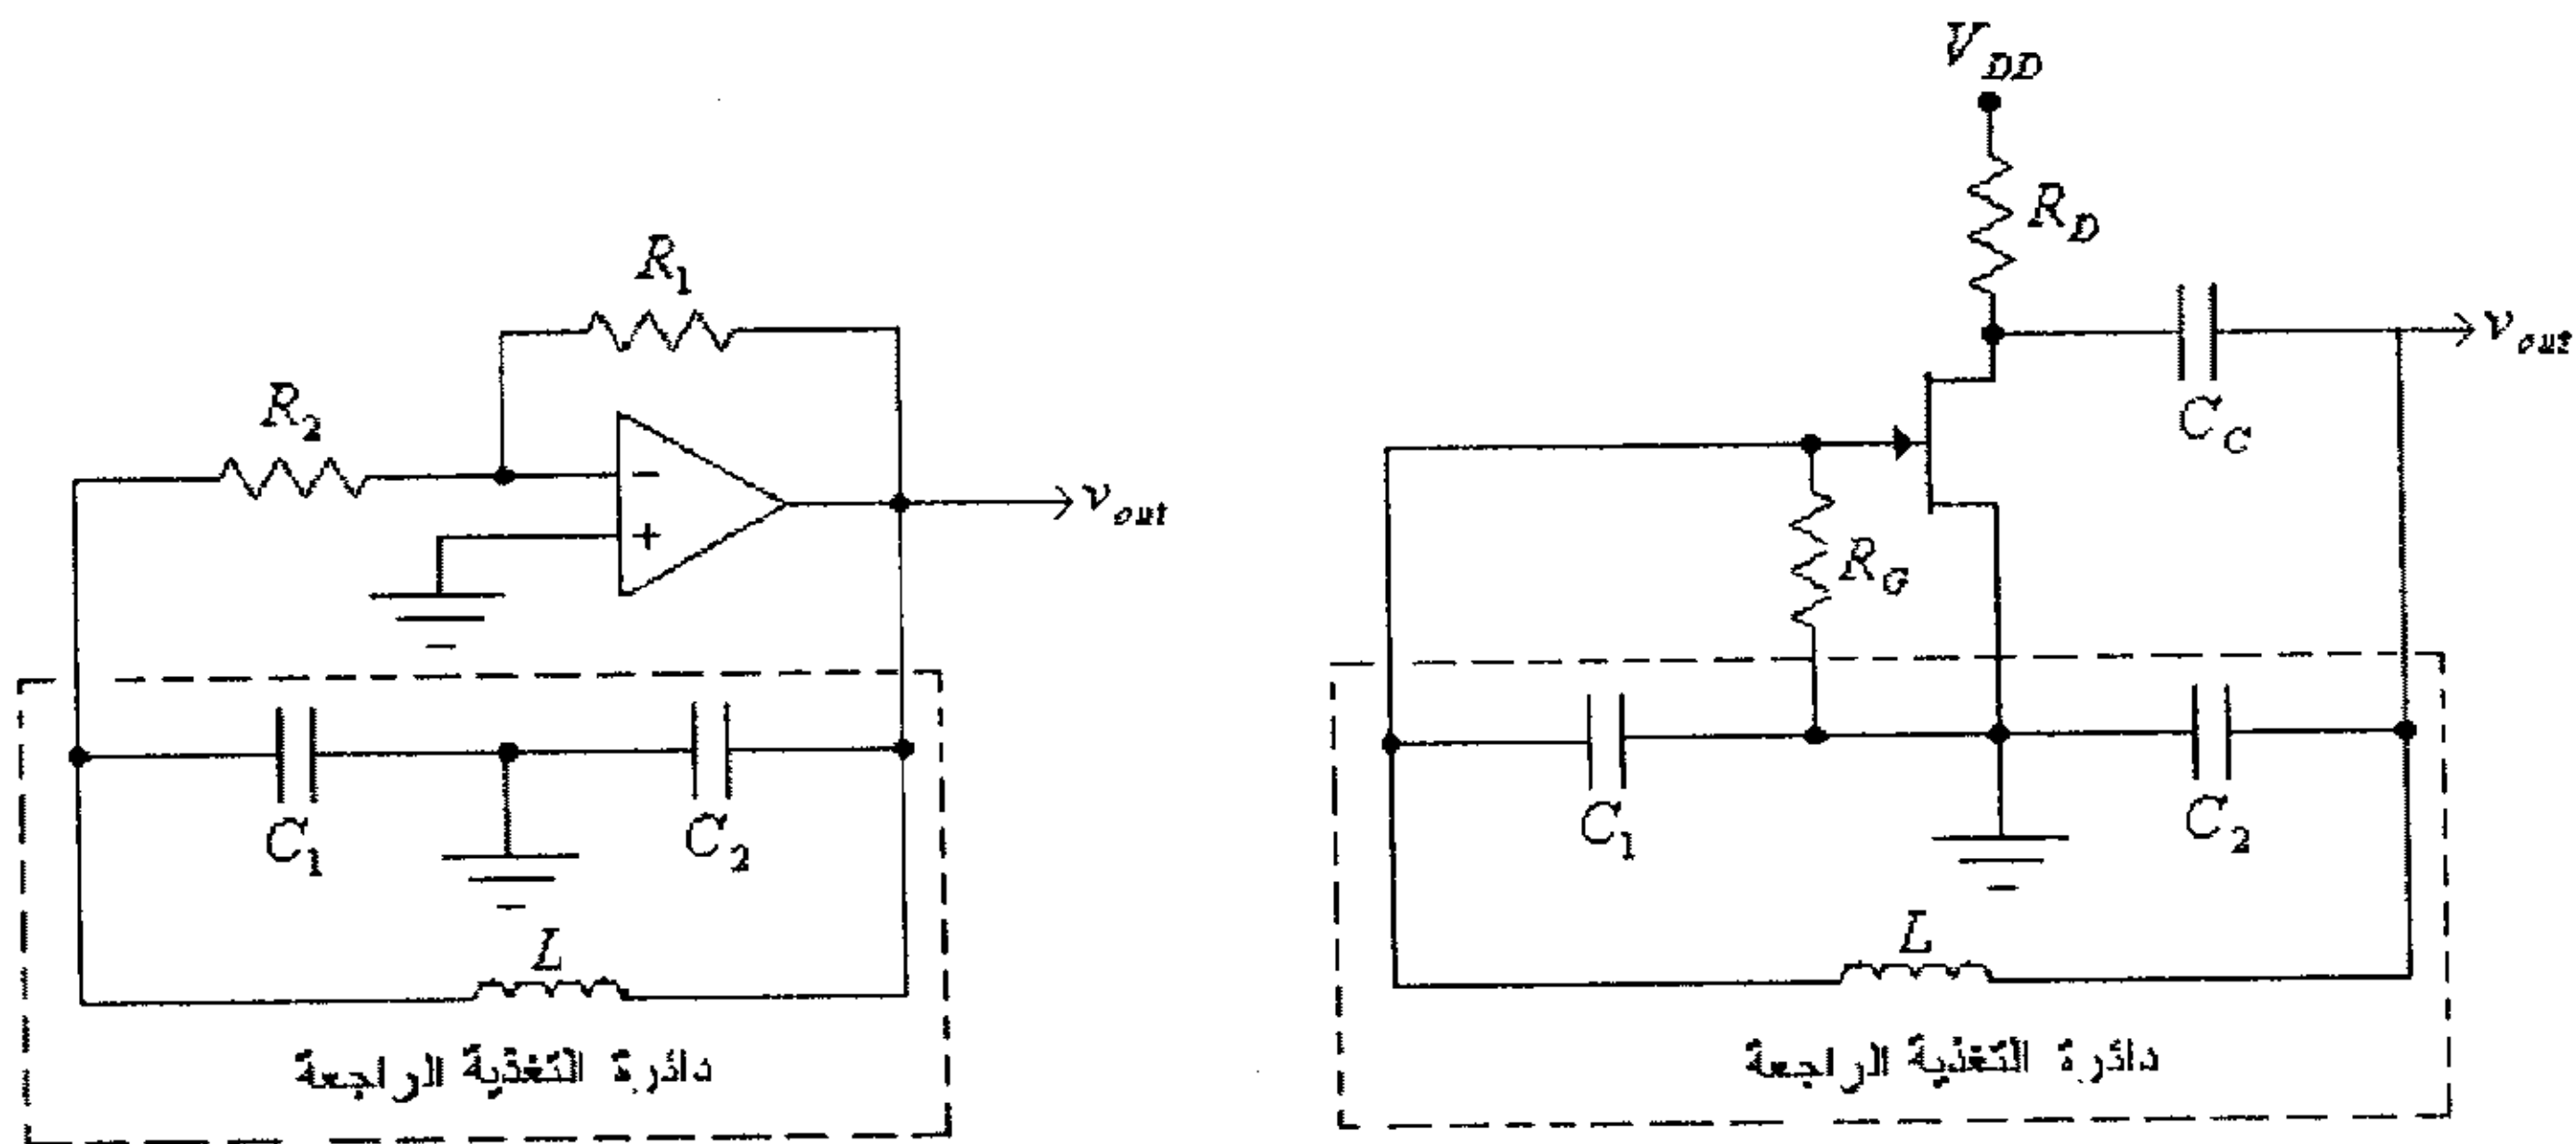 V_DD
R_D
R_1
v_out
R_2
C_C
−
v_out
+
R_G
C_1
C_2
C_1
C_2
L
L
دائرة التغذية الراجعة
دائرة التغذية الراجعة